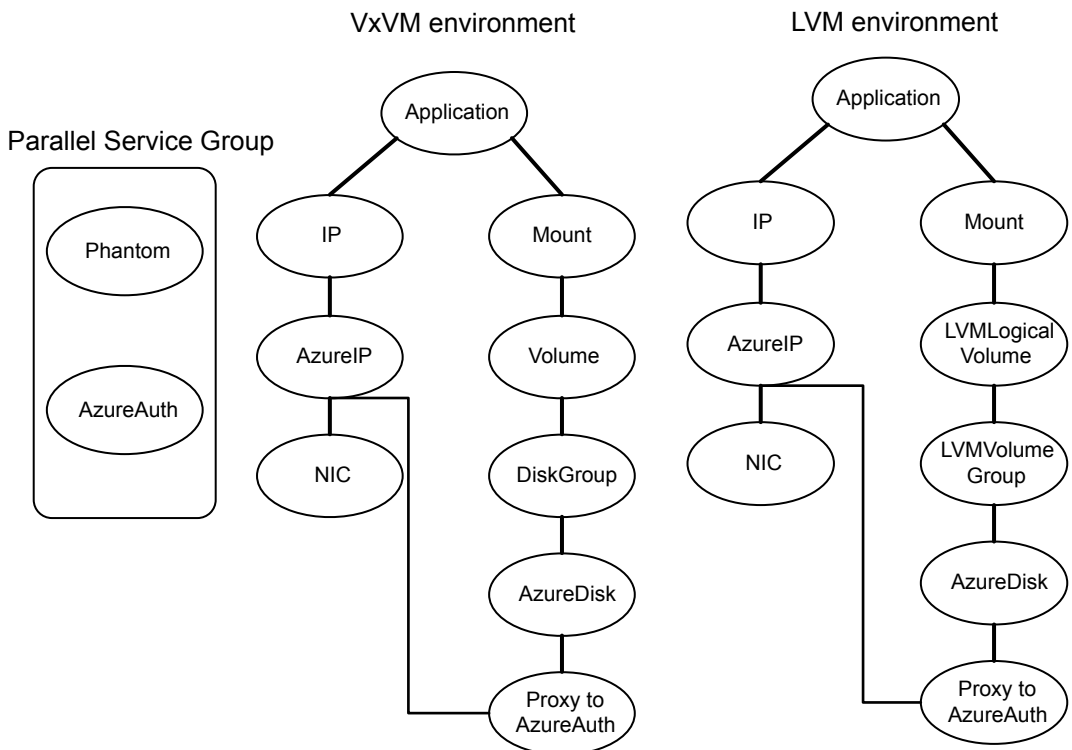 VxVM environment
LVM environment
Parallel Service Group
Phantom
AzureAuth
Application
IP
Mount
AzureIP
Volume
NIC
DiskGroup
AzureDisk
Proxy to
AzureAuth
Application
IP
Mount
AzureIP
LVMLogical
Volume
NIC
LVMVolume
Group
AzureDisk
Proxy to
AzureAuth